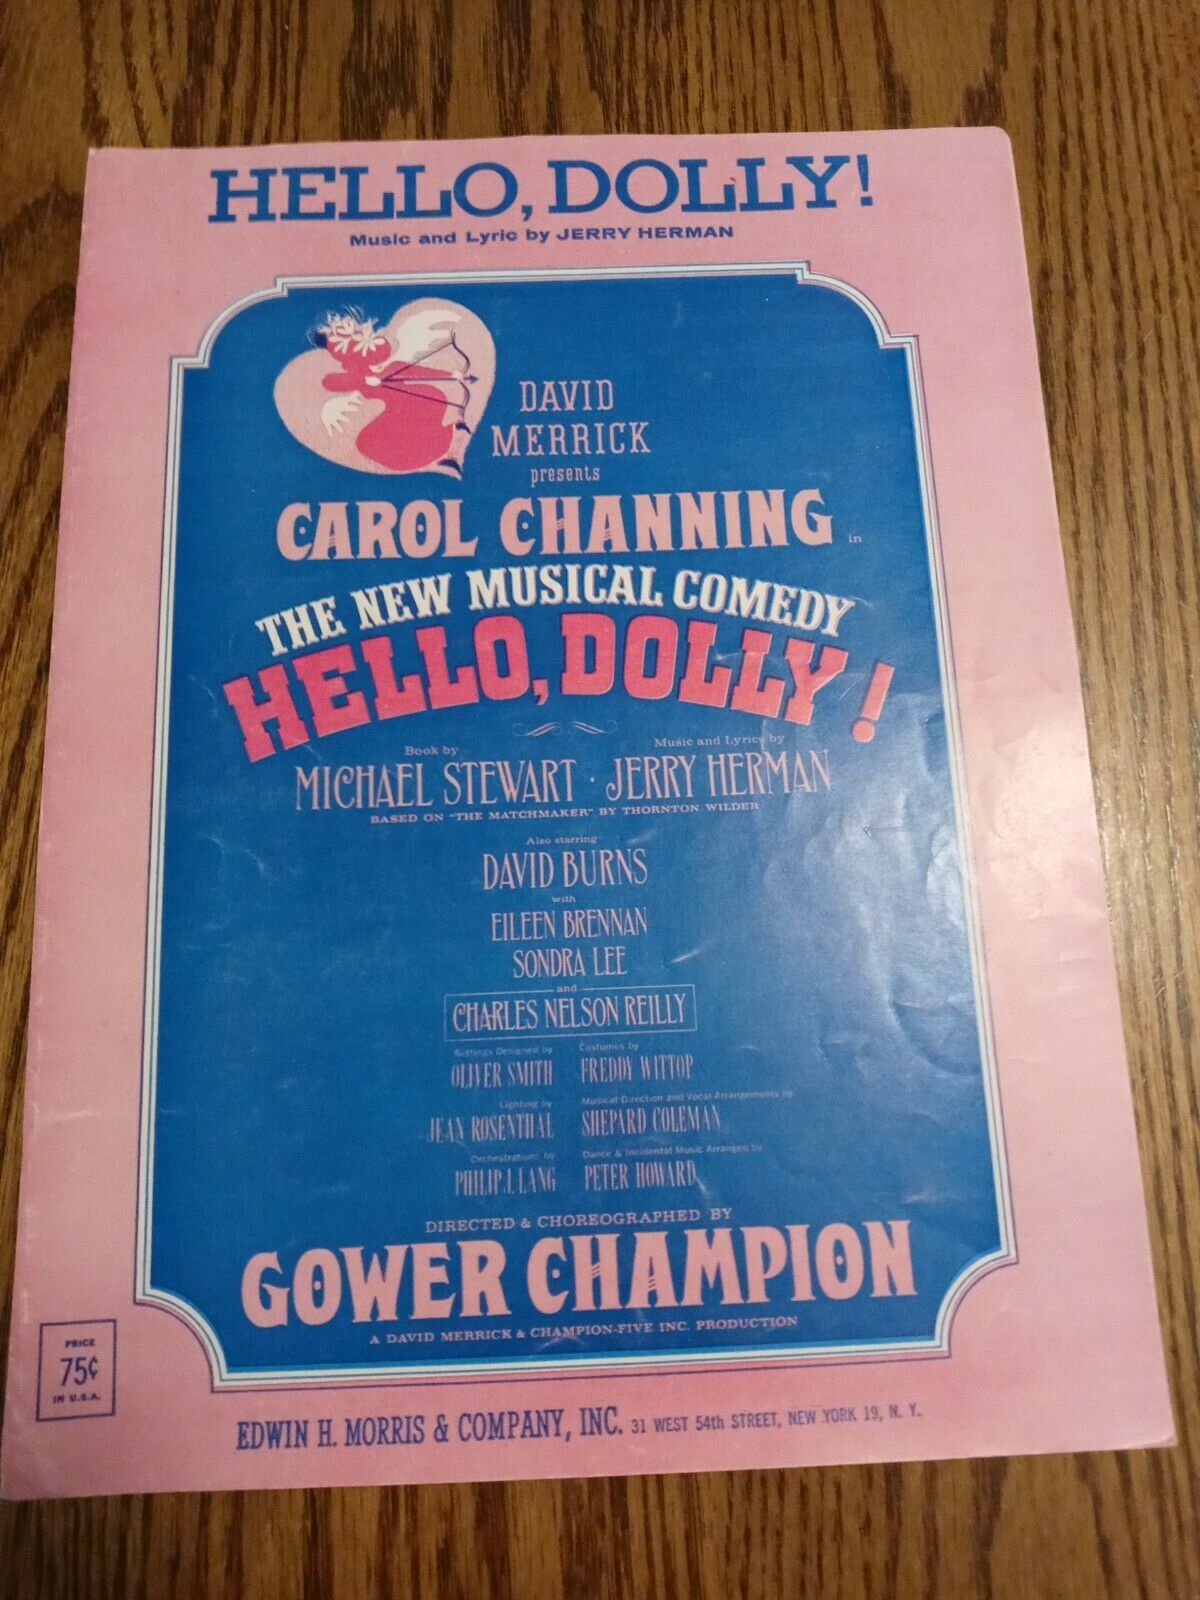 HELLO, DOLLY!
Music and Lyric by JERRY HERMAN
DAVID
MERRICK
presents
CAROL CHANNING
in
THE NEW MUSICAL COMEDY
HELLO, DOLLY!
Book by
Music and Lyrics by
MICHAEL STEWART · JERRY HERMAN
BASED ON "THE MATCHMAKER" BY THORNTON WILDER
Also starring
DAVID BURNS
with
EILEEN BRENNAN
SONDRA LEE
and
CHARLES NELSON REILLY
Settings Designed by
OLIVER SMITH
Costumes by
FREDDY WITTOP
Lighting by
JEAN ROSENTHAL
Musical Direction and Vocal Arrangements by
SHEPARD COLEMAN
Orchestrations by
PHILIP J. LANG
Dance & Incidental Music Arranged by
PETER HOWARD
DIRECTED & CHOREOGRAPHED BY
GOWER CHAMPION
A DAVID MERRICK & CHAMPION-FIVE INC. PRODUCTION
PRICE
75¢
IN U.S.A.
EDWIN H. MORRIS & COMPANY, INC. 31 WEST 54th STREET, NEW YORK 19, N. Y.